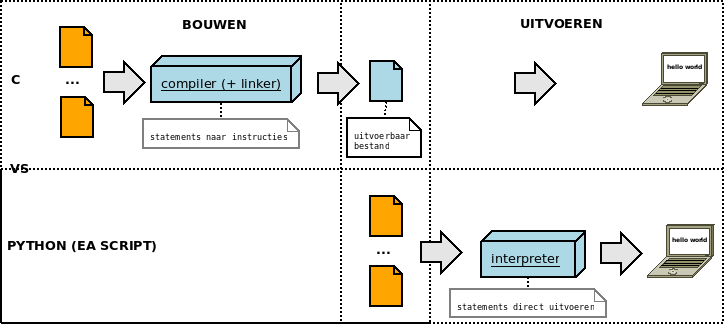 BOUWEN
UITVOEREN
C
...
compiler (+ linker)
hello world
statements naar instructies
uitvoerbaar
bestand
VS
PYTHON (EA SCRIPT)
...
interpreter
hello world
statements direct uitvoeren